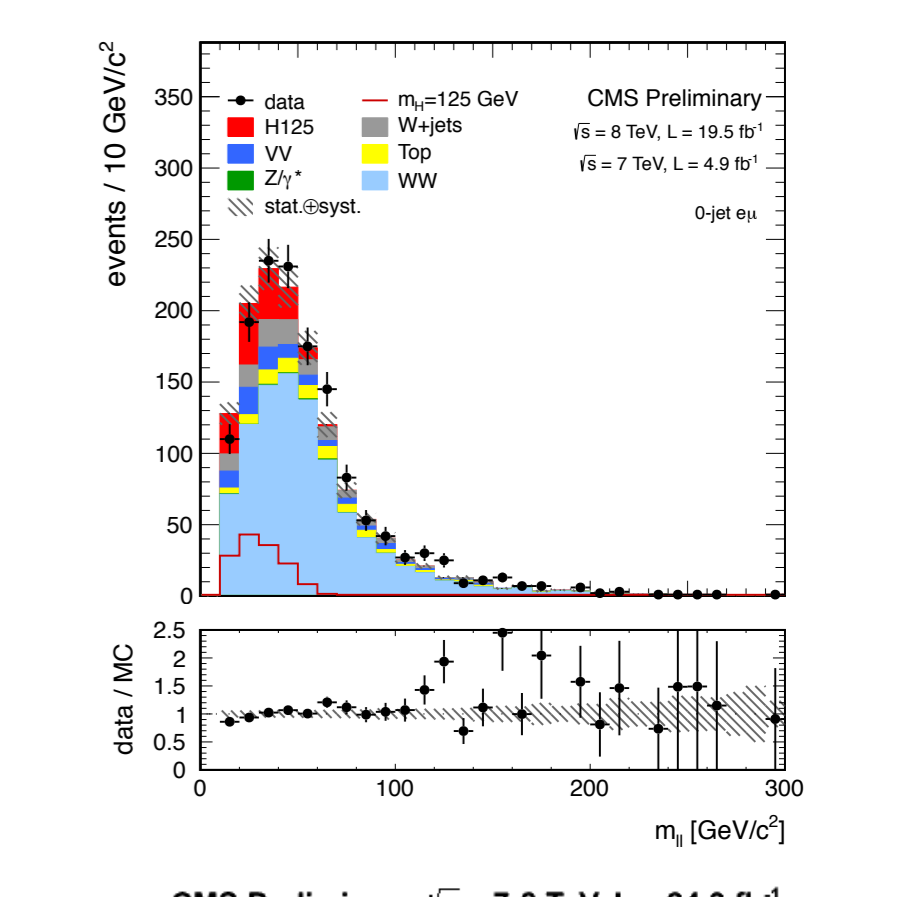 events / 10 GeV/c²
350
300
250
200
150
100
50
0
data
H125
VV
Z/γ*
stat.⊕syst.
m_H=125 GeV
W+jets
Top
WW
CMS Preliminary
√s = 8 TeV, L = 19.5 fb⁻¹
√s = 7 TeV, L = 4.9 fb⁻¹
0-jet eμ
data / MC
2.5
2
1.5
1
0.5
0
0 100 200 300
m_ll [GeV/c²]